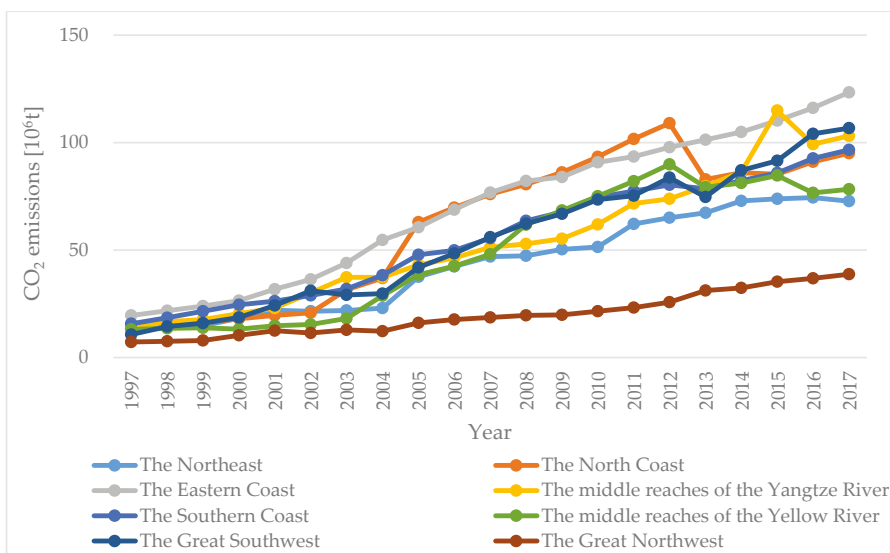 150
100
50
0
CO₂ emissions [10⁶t]
1997 1998 1999 2000 2001 2002 2003 2004 2005 2006 2007 2008 2009 2010 2011 2012 2013 2014 2015 2016 2017
Year
The Northeast The North Coast
The Eastern Coast The middle reaches of the Yangtze River
The Southern Coast The middle reaches of the Yellow River
The Great Southwest The Great Northwest